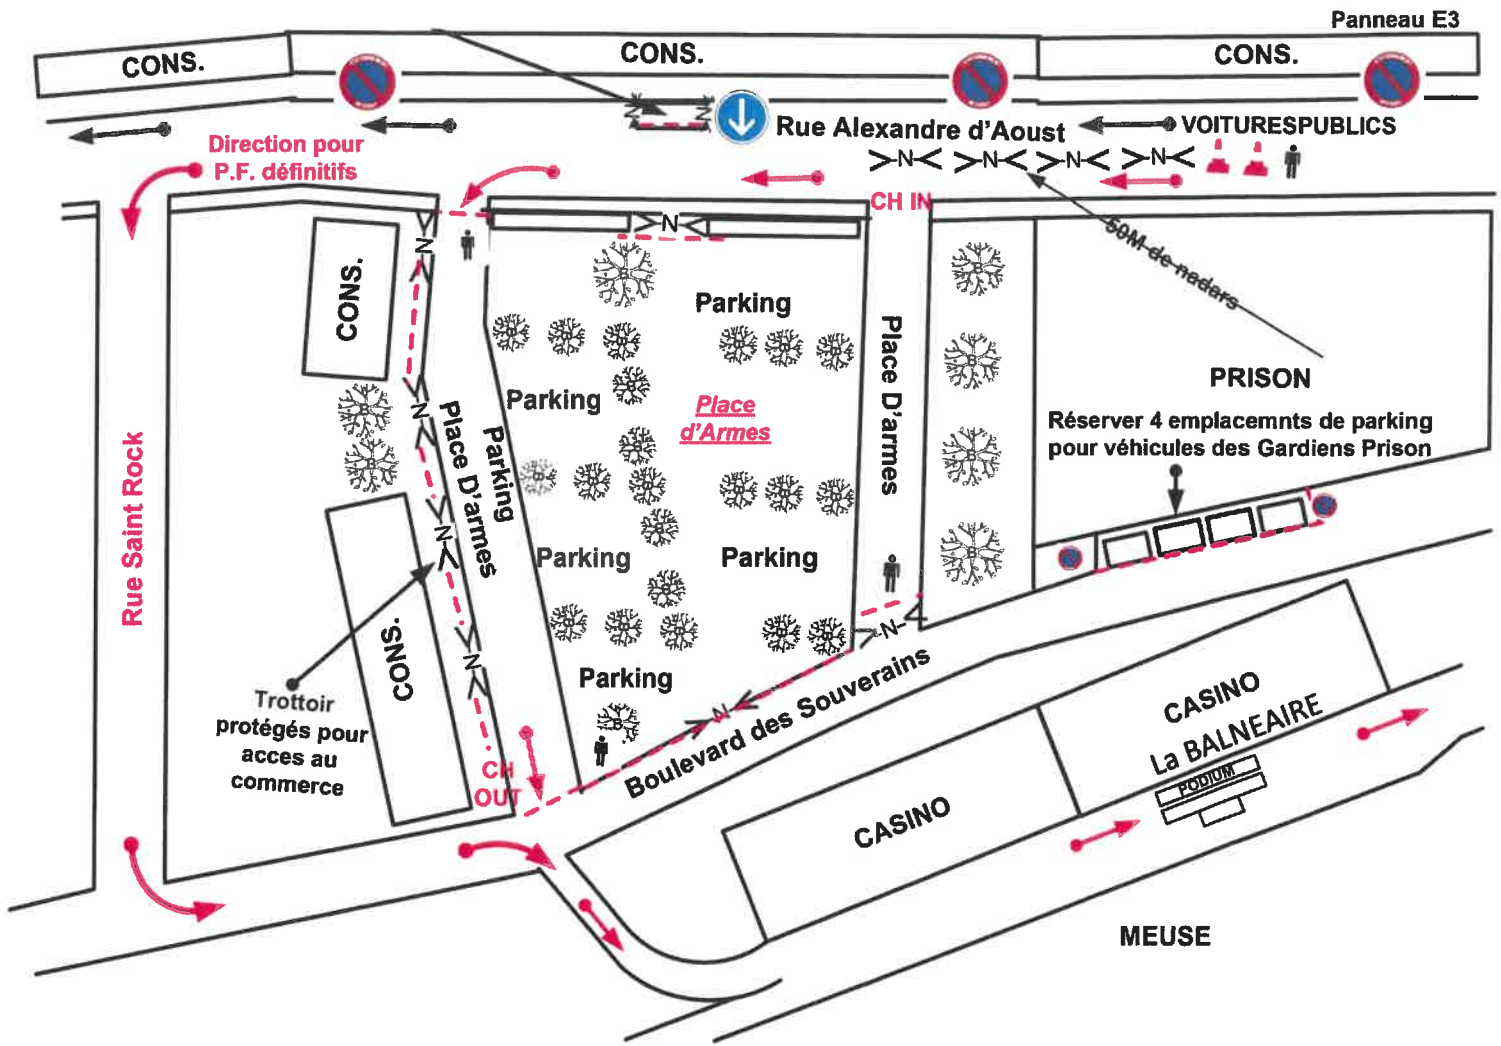 Panneau E3
CONS.
CONS.
CONS.
N
N
Rue Alexandre d'Aoust
VOITURESPUBLICS
N
N
N
N
Direction pour
P.F. définitifs
CH IN
N
N
50M de nadars
CONS.
Parking
Place D'armes
PRISON
Réserver 4 emplacemnts de parking
pour véhicules des Gardiens Prison
Parking
Place
d'Armes
N
Place D'armes
Parking
Rue Saint Rock
N
Parking
Parking
CONS.
N
N
Parking
N
Trottoir
protégés pour
acces au
commerce
Boulevard des Souverains
CH
OUT
CASINO
La BALNEAIRE
PODIUM
CASINO
MEUSE